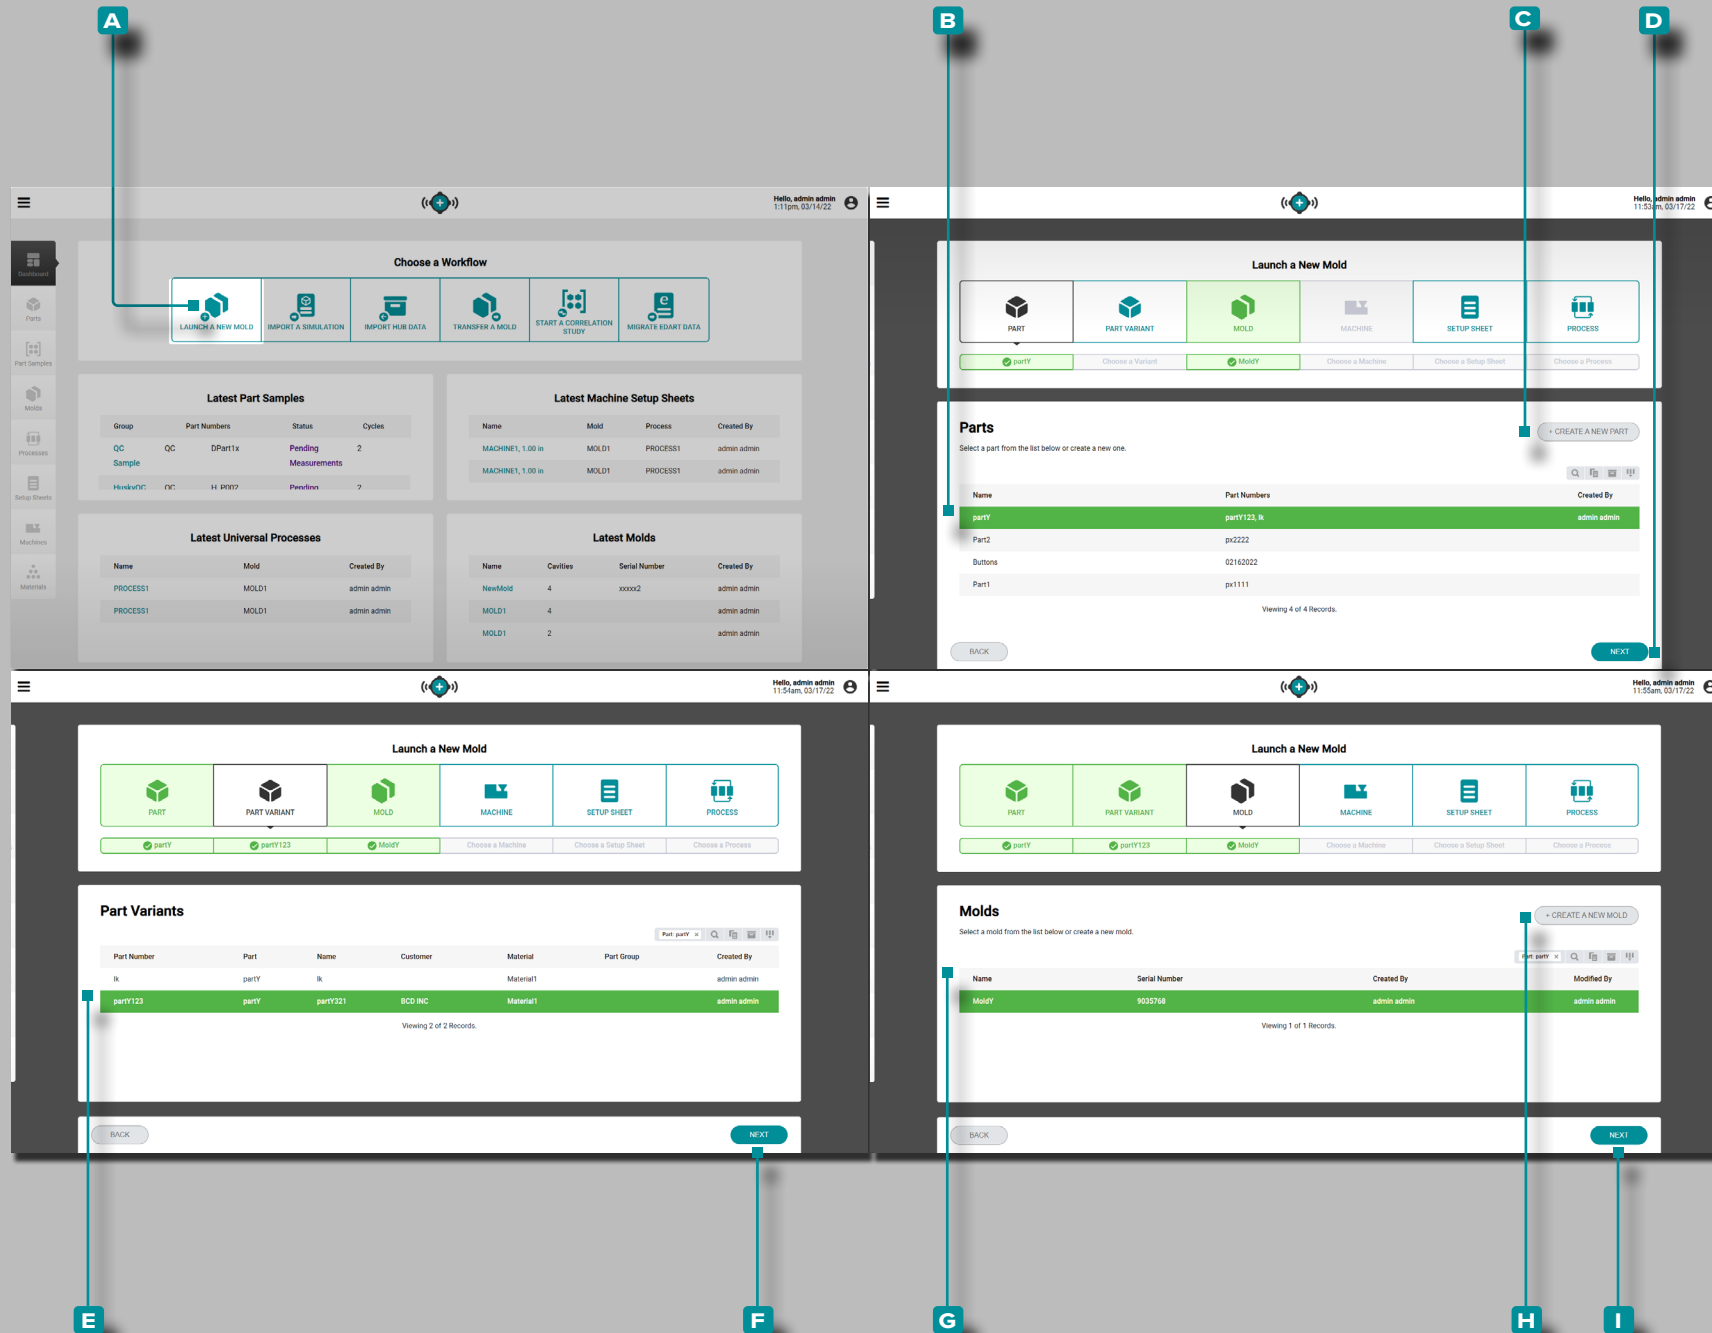 A
B
C
D
Hello, admin admin
1:11pm, 03/14/22
Dashboard
Parts
Part Samples
Molds
Processes
Setup Sheets
Machines
Materials
Choose a Workflow
LAUNCH A NEW MOLD
IMPORT A SIMULATION
IMPORT HUB DATA
TRANSFER A MOLD
START A CORRELATION
STUDY
MIGRATE EDART DATA
Latest Part Samples
Group Part Numbers Status Cycles
QC QC DPart1x Pending 2
Sample Measurements
HuskyQC QC H_P002 Pending 2
Latest Machine Setup Sheets
Name Mold Process Created By
MACHINE1, 1.00 in MOLD1 PROCESS1 admin admin
MACHINE1, 1.00 in MOLD1 PROCESS1 admin admin
Latest Universal Processes
Name Mold Created By
PROCESS1 MOLD1 admin admin
PROCESS1 MOLD1 admin admin
Latest Molds
Name Cavities Serial Number Created By
NewMold 4 xxxxx2 admin admin
MOLD1 4 admin admin
MOLD1 2 admin admin
Hello, admin admin
11:53am, 03/17/22
Launch a New Mold
PART PART VARIANT MOLD MACHINE SETUP SHEET PROCESS
partY Choose a Variant MoldY Choose a Machine Choose a Setup Sheet Choose a Process
Parts
+ CREATE A NEW PART
Select a part from the list below or create a new one.
Name Part Numbers Created By
partY partY123, lk admin admin
Part2 px2222
Buttons 02162022
Part1 px1111
Viewing 4 of 4 Records.
BACK NEXT
Hello, admin admin
11:54am, 03/17/22
Launch a New Mold
PART PART VARIANT MOLD MACHINE SETUP SHEET PROCESS
partY partY123 MoldY Choose a Machine Choose a Setup Sheet Choose a Process
Part Variants
Part: partY ×
Part Number Part Name Customer Material Part Group Created By
lk partY lk Material1 admin admin
partY123 partY partY321 BCD INC Material1 admin admin
Viewing 2 of 2 Records.
BACK NEXT
Hello, admin admin
11:55am, 03/17/22
Launch a New Mold
PART PART VARIANT MOLD MACHINE SETUP SHEET PROCESS
partY partY123 MoldY Choose a Machine Choose a Setup Sheet Choose a Process
Molds
+ CREATE A NEW MOLD
Select a mold from the list below or create a new mold.
Part: partY ×
Name Serial Number Created By Modified By
MoldY 9035768 admin admin admin admin
Viewing 1 of 1 Records.
BACK NEXT
E
F
G
H
I